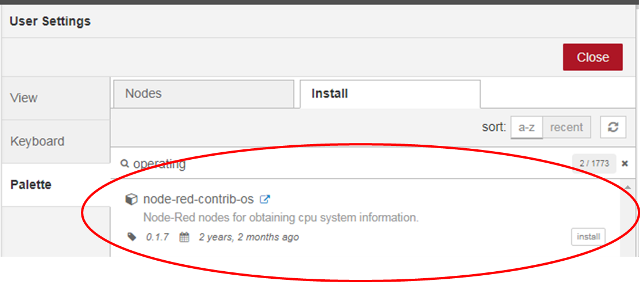 User Settings
Close
View
Nodes
Install
sort: a-z recent
Keyboard
operating
2 / 1773
Palette
node-red-contrib-os
Node-Red nodes for obtaining cpu system information.
0.1.7 2 years, 2 months ago
install